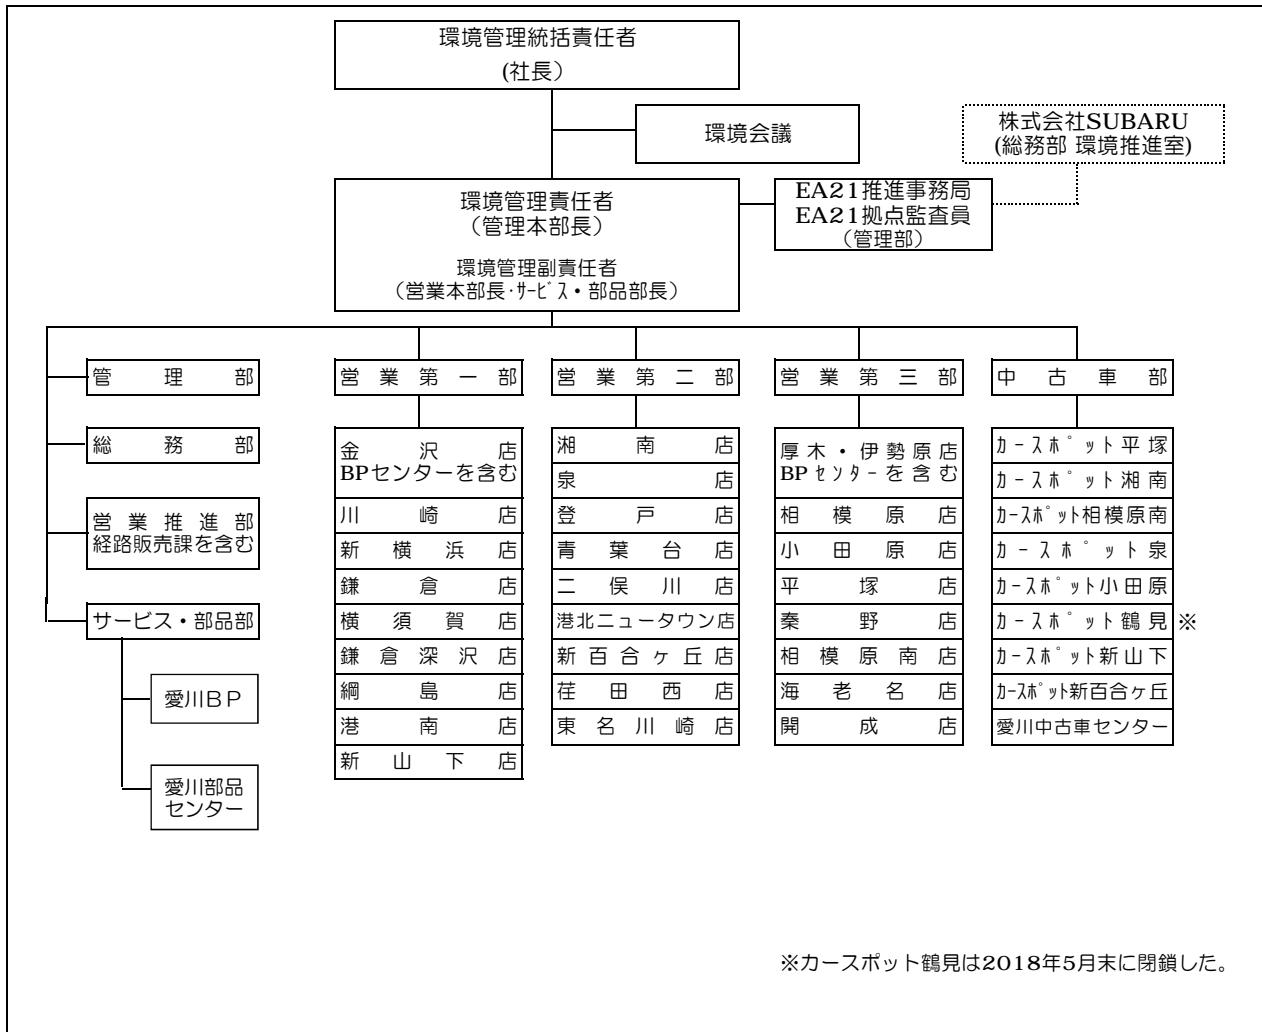 環境管理統括責任者
(社長）
環境会議
株式会社SUBARU
(総務部 環境推進室)
環境管理責任者
（管理本部長）
環境管理副責任者
（営業本部長･ｻｰﾋﾞｽ・部品部長）
EA21推進事務局
EA21拠点監査員
（管理部）
管理部
総務部
営業推進部
経路販売課を含む
サービス・部品部
愛川BP
愛川部品
センター
営業第一部
金沢店
BPセンターを含む
川崎店
新横浜店
鎌倉店
横須賀店
鎌倉深沢店
綱島店
港南店
新山下店
営業第二部
湘南店
泉店
登戸店
青葉台店
二俣川店
港北ニュータウン店
新百合ヶ丘店
荏田西店
東名川崎店
営業第三部
厚木・伊勢原店
BPｾﾝﾀｰを含む
相模原店
小田原店
平塚店
秦野店
相模原南店
海老名店
開成店
中古車部
ｶｰｽﾎﾟｯﾄ平塚
ｶｰｽﾎﾟｯﾄ湘南
ｶｰｽﾎﾟｯﾄ相模原南
ｶｰｽﾎﾟｯﾄ泉
ｶｰｽﾎﾟｯﾄ小田原
ｶｰｽﾎﾟｯﾄ鶴見※
ｶｰｽﾎﾟｯﾄ新山下
ｶｰｽﾎﾟｯﾄ新百合ヶ丘
愛川中古車センター
※カースポット鶴見は2018年5月末に閉鎖した。